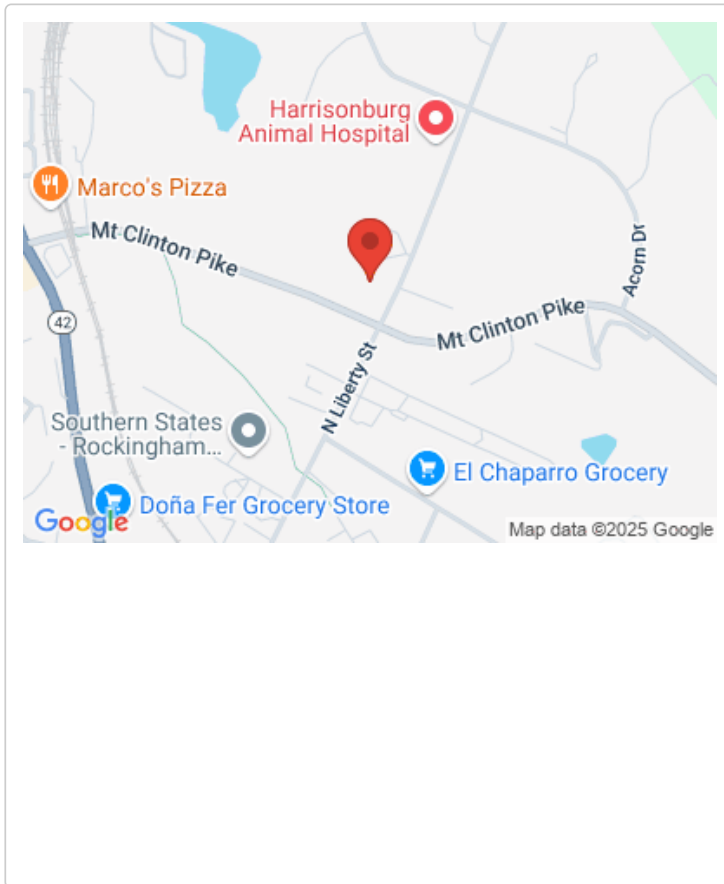 Harrisonburg
Animal Hospital
Marco's Pizza
Mt Clinton Pike
Acorn Dr
42
Mt Clinton Pike
N Liberty St
Southern States
- Rockingham...
El Chaparro Grocery
Doña Fer Grocery Store
Google
Map data ©2025 Google